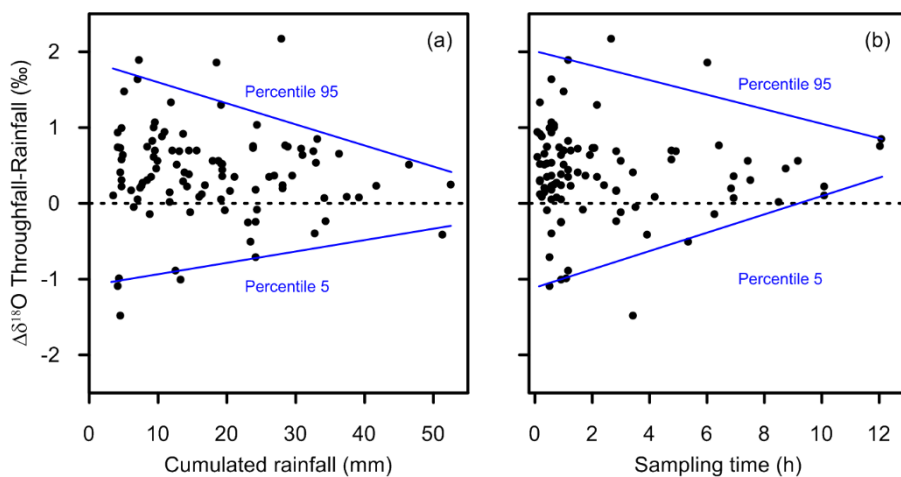 (a)
(b)
Percentile 95
Percentile 95
Percentile 5
Percentile 5
Δδ¹⁸O Throughfall-Rainfall (‰)
2
1
0
-1
-2
0 10 20 30 40 50
0 2 4 6 8 10 12
Cumulated rainfall (mm)
Sampling time (h)